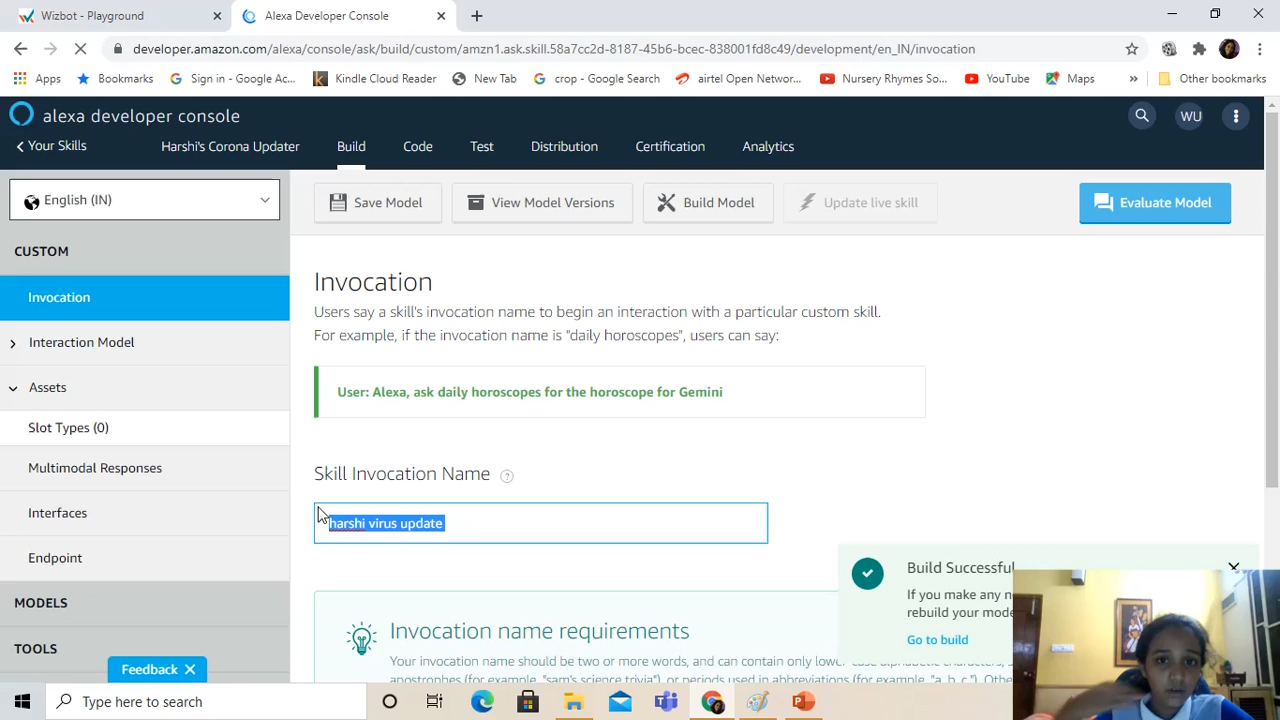 Wizbot - Playground
Alexa Developer Console
developer.amazon.com/alexa/console/ask/build/custom/amzn1.ask.skill.58a7cc2d-8187-45b6-bcec-838001fd8c49/development/en_IN/invocation
Apps Bookmarks Sign in - Google Ac... Kindle Cloud Reader New Tab crop - Google Search airtel Open Networ... Nursery Rhymes So... YouTube Maps » Other bookmarks
alexa developer console
WU
Your Skills Harshi's Corona Updater Build Code Test Distribution Certification Analytics
English (IN)
Save Model View Model Versions Build Model Update live skill Evaluate Model
CUSTOM
Invocation
Interaction Model
Assets
Slot Types (0)
Multimodal Responses
Interfaces
Endpoint
MODELS
TOOLS
Feedback
Invocation
Users say a skill's invocation name to begin an interaction with a particular custom skill.
For example, if the invocation name is "daily horoscopes", users can say:
User: Alexa, ask daily horoscopes for the horoscope for Gemini
Skill Invocation Name ?
harshi virus update
Invocation name requirements
Your invocation name should be two or more words, and can contain only lower-case alphabetic characters,
apostrophes (for example, "sam's science trivia"), or periods used in abbreviations (for example, "a. b. c.").
Build Successful
If you make any
rebuild your
Go to build
Type here to search